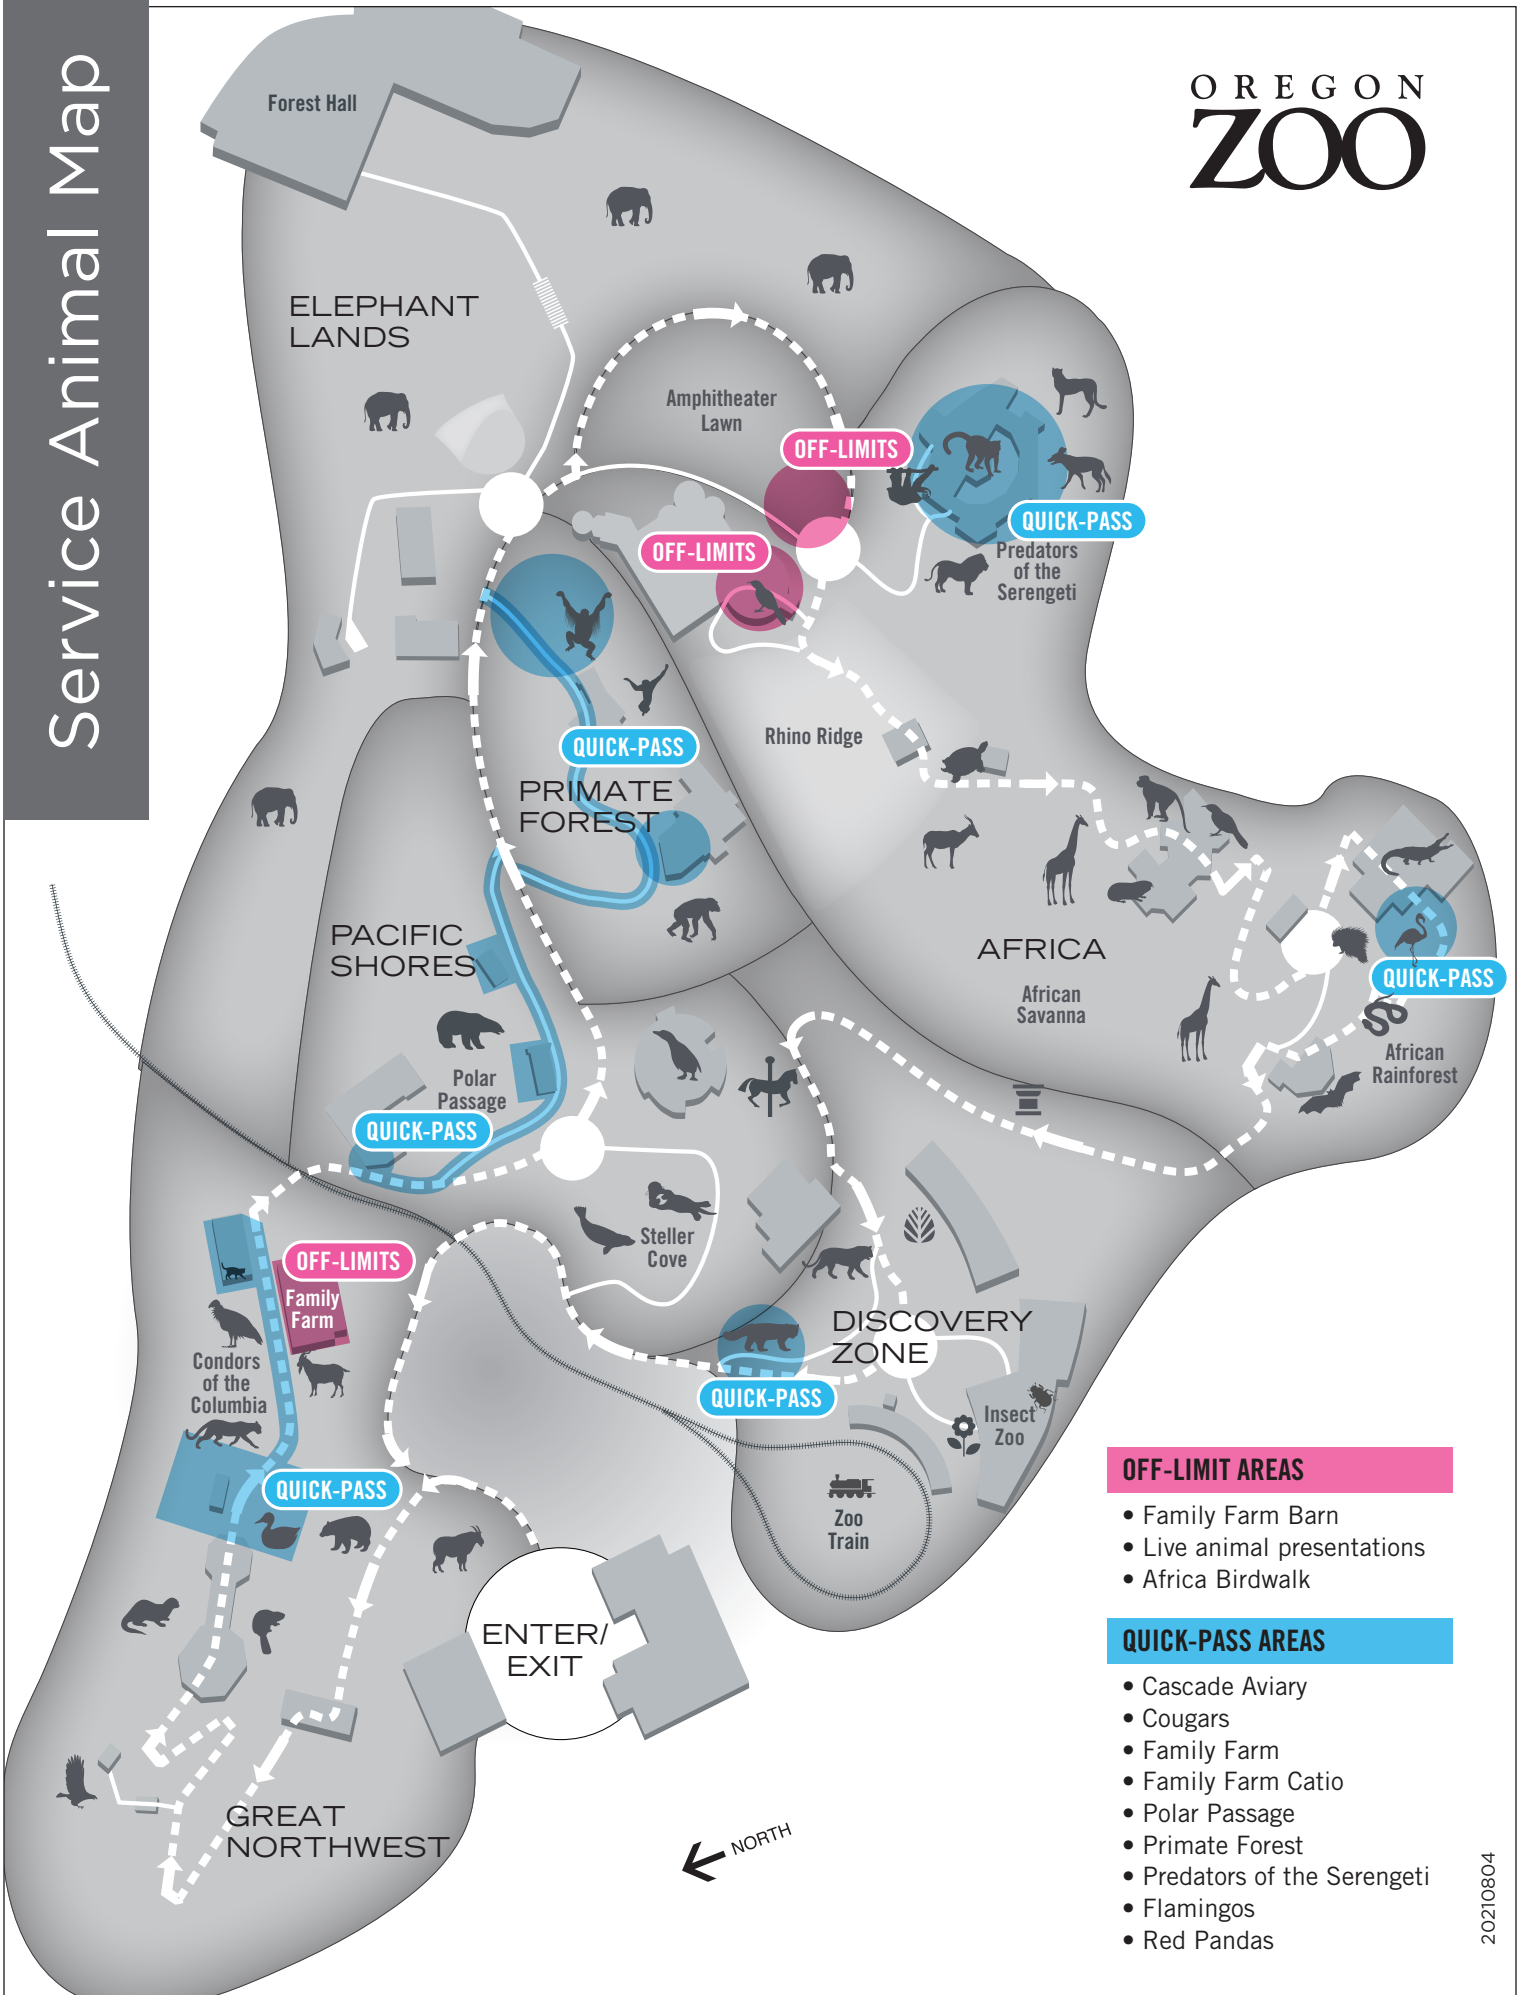 Service Animal Map
OREGON
ZOO
Forest Hall
ELEPHANT
LANDS
Amphitheater
Lawn
OFF-LIMITS
OFF-LIMITS
QUICK-PASS
Predators
of the
Serengeti
QUICK-PASS
Rhino Ridge
PRIMATE
FOREST
PACIFIC
SHORES
AFRICA
African
Savanna
QUICK-PASS
African
Rainforest
Polar
Passage
QUICK-PASS
Steller
Cove
OFF-LIMITS
Family
Farm
Condors
of the
Columbia
DISCOVERY
ZONE
QUICK-PASS
Insect
Zoo
QUICK-PASS
Zoo
Train
ENTER/
EXIT
GREAT
NORTHWEST
NORTH
OFF-LIMIT AREAS
• Family Farm Barn
• Live animal presentations
• Africa Birdwalk
QUICK-PASS AREAS
• Cascade Aviary
• Cougars
• Family Farm
• Family Farm Catio
• Polar Passage
• Primate Forest
• Predators of the Serengeti
• Flamingos
• Red Pandas
20210804